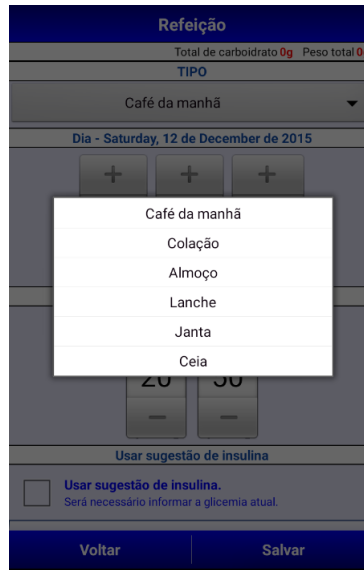 Refeição
Total de carboidrato 0g Peso total 0
TIPO
Café da manhã
Dia - Saturday, 12 de December de 2015
+ + +
Café da manhã
Colação
Almoço
Lanche
Janta
Ceia
— —
Usar sugestão de insulina
Usar sugestão de insulina.
Será necessário informar a glicemia atual.
Voltar Salvar